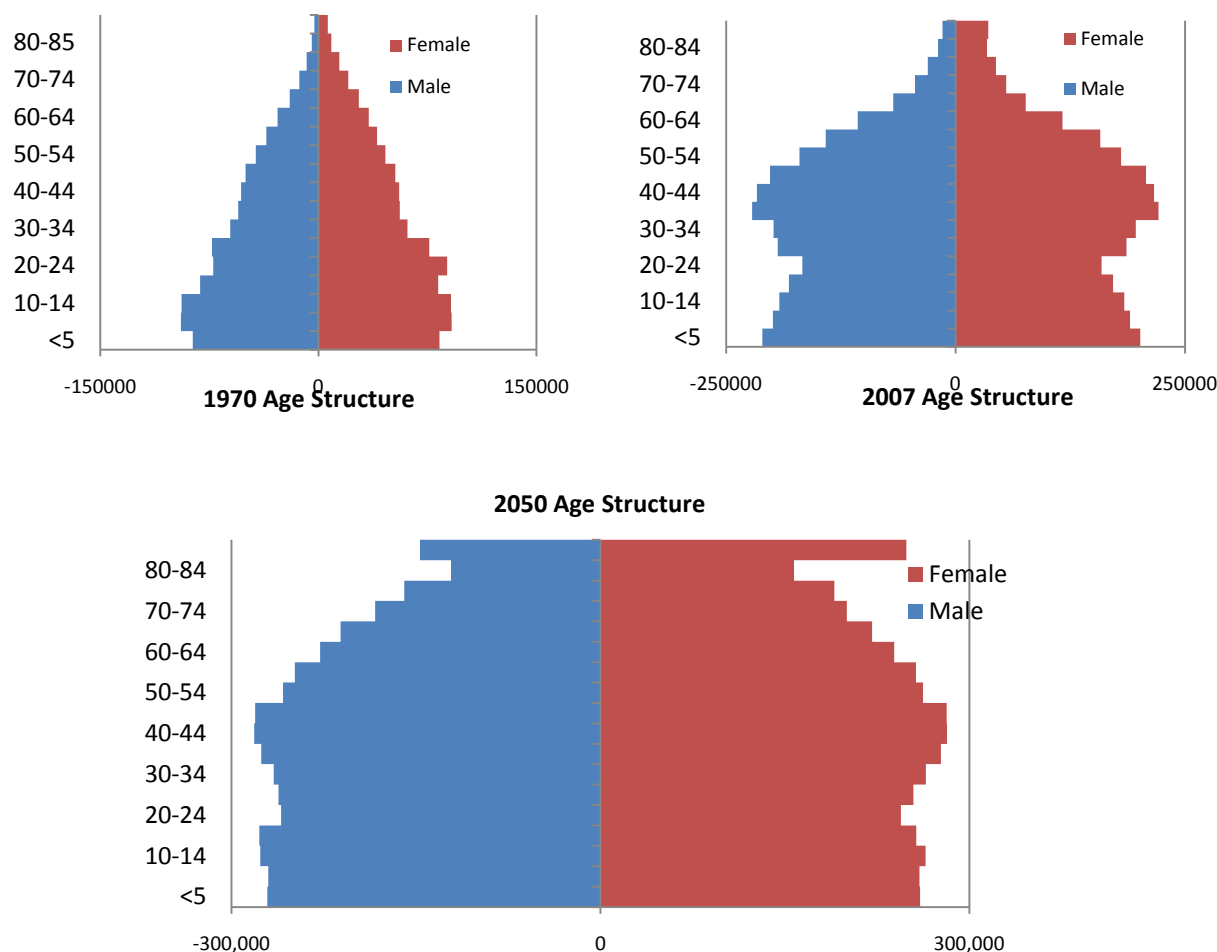 80-85
70-74
60-64
50-54
40-44
30-34
20-24
10-14
<5
Female
Male
-150000 0 150000
1970 Age Structure
80-84
70-74
60-64
50-54
40-44
30-34
20-24
10-14
<5
Female
Male
-250000 0 250000
2007 Age Structure
2050 Age Structure
80-84
70-74
60-64
50-54
40-44
30-34
20-24
10-14
<5
Female
Male
-300,000 0 300,000